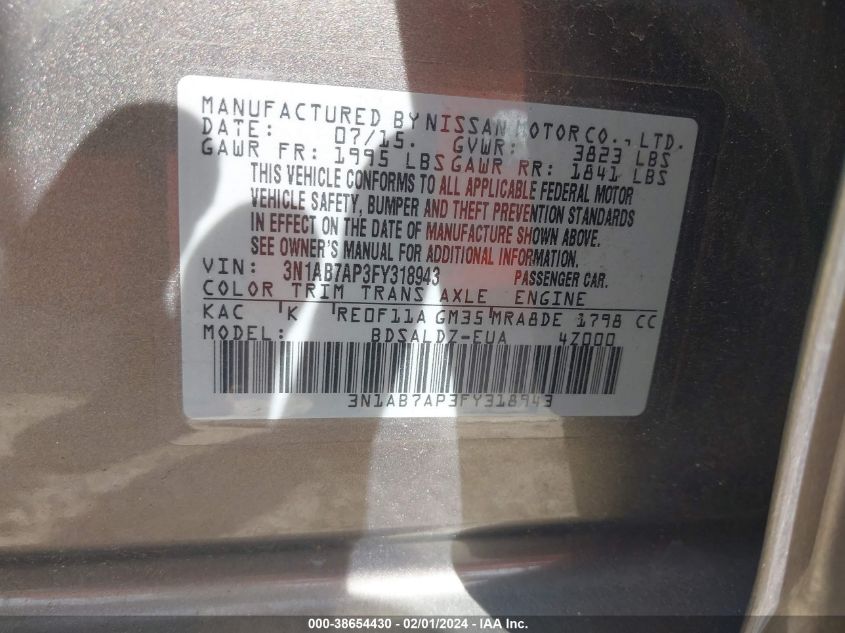 MANUFACTURED BY NISSAN MOTOR CO., LTD.
DATE: 07/15. GVWR: 3823 LBS
GAWR FR: 1995 LBS GAWR RR: 1841 LBS
THIS VEHICLE CONFORMS TO ALL APPLICABLE FEDERAL MOTOR
VEHICLE SAFETY, BUMPER AND THEFT PREVENTION STANDARDS
IN EFFECT ON THE DATE OF MANUFACTURE SHOWN ABOVE.
SEE OWNER'S MANUAL FOR ADDITIONAL INFORMATION.
VIN: 3N1AB7AP3FY318943 PASSENGER CAR.
COLOR TRIM TRANS AXLE ENGINE
KAC K RE0F11A GM35 MRA8DE 1798 CC
MODEL: BDSALDZ-EUA 4Z000
3N1AB7AP3FY318943
000-38654430 - 02/01/2024 - IAA Inc.